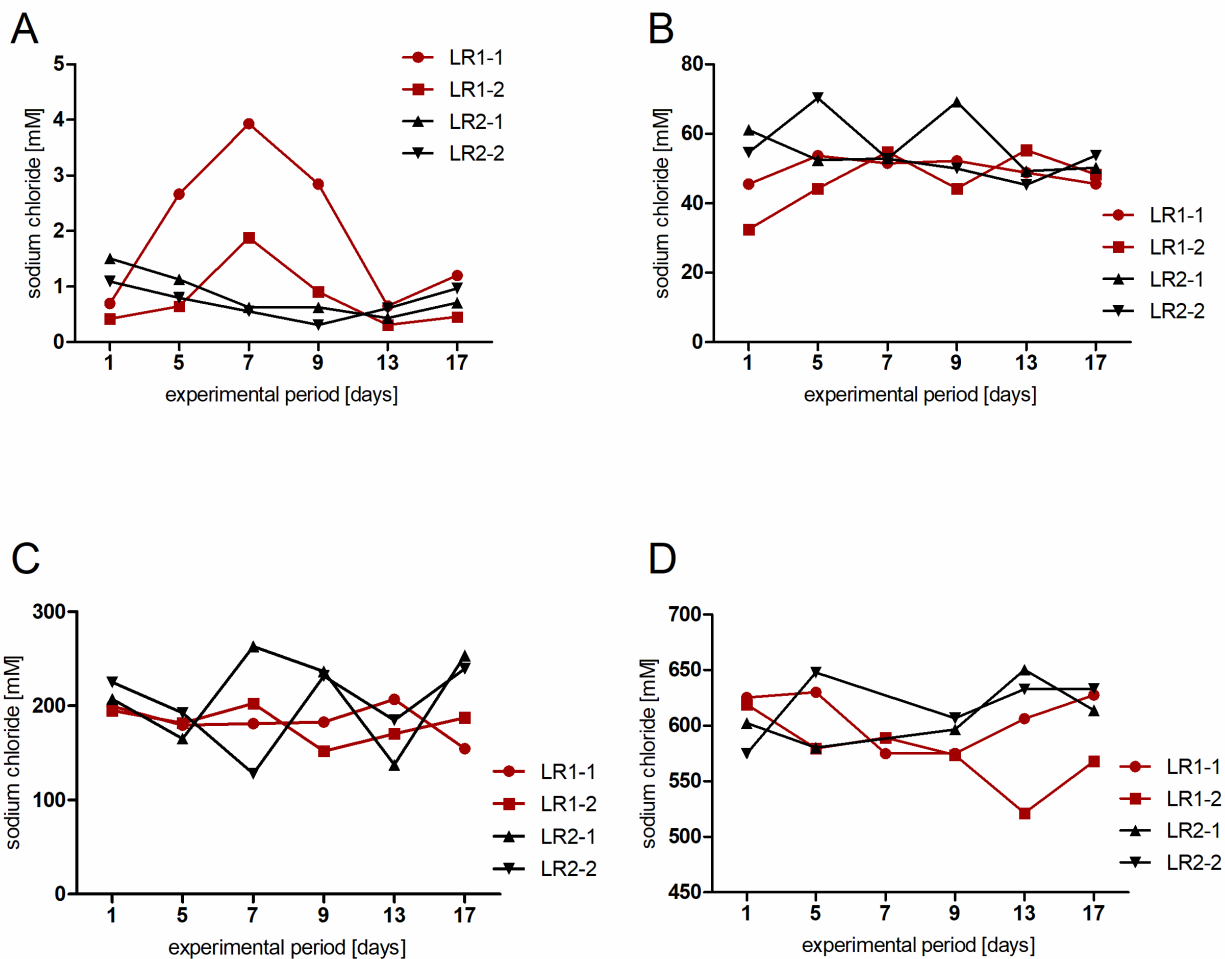 A
sodium chloride [mM]
5
4
3
2
1
0
1 5 7 9 13 17
experimental period [days]
LR1-1
LR1-2
LR2-1
LR2-2
B
sodium chloride [mM]
80
60
40
20
0
1 5 7 9 13 17
experimental period [days]
LR1-1
LR1-2
LR2-1
LR2-2
C
sodium chloride [mM]
300
200
100
0
1 5 7 9 13 17
experimental period [days]
LR1-1
LR1-2
LR2-1
LR2-2
D
sodium chloride [mM]
700
650
600
550
500
450
1 5 7 9 13 17
experimental period [days]
LR1-1
LR1-2
LR2-1
LR2-2